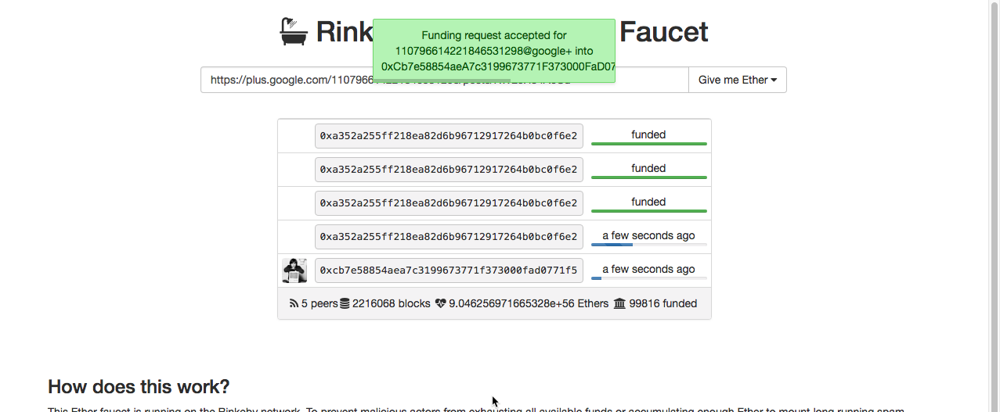 Rink Faucet
Funding request accepted for
110796614221846531298@google+ into
0xCb7e58854aeA7c3199673771F373000FaD07
https://plus.google.com/1107966
Give me Ether
0xa352a255ff218ea82d6b96712917264b0bc0f6e2 funded
0xa352a255ff218ea82d6b96712917264b0bc0f6e2 funded
0xa352a255ff218ea82d6b96712917264b0bc0f6e2 funded
0xa352a255ff218ea82d6b96712917264b0bc0f6e2 a few seconds ago
0xcb7e58854aea7c3199673771f373000fad0771f5 a few seconds ago
5 peers 2216068 blocks 9.046256971665328e+56 Ethers 99816 funded
How does this work?
This Ether faucet is running on the Rinkeby network. To prevent malicious actors from exhausting all available funds or accumulating enough Ether to mount long running spam